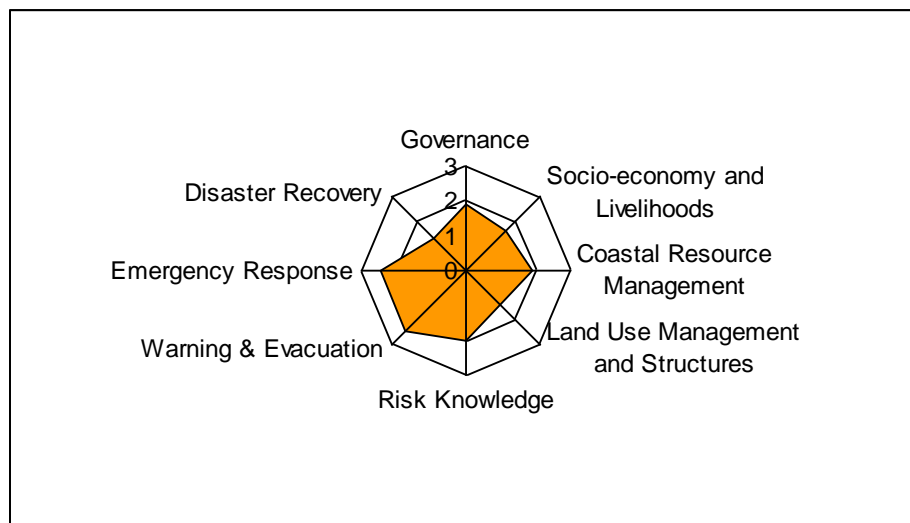 Governance
3
Disaster Recovery
Socio-economy and
Livelihoods
2
1
Emergency Response
0
Coastal Resource
Management
Warning & Evacuation
Land Use Management
and Structures
Risk Knowledge